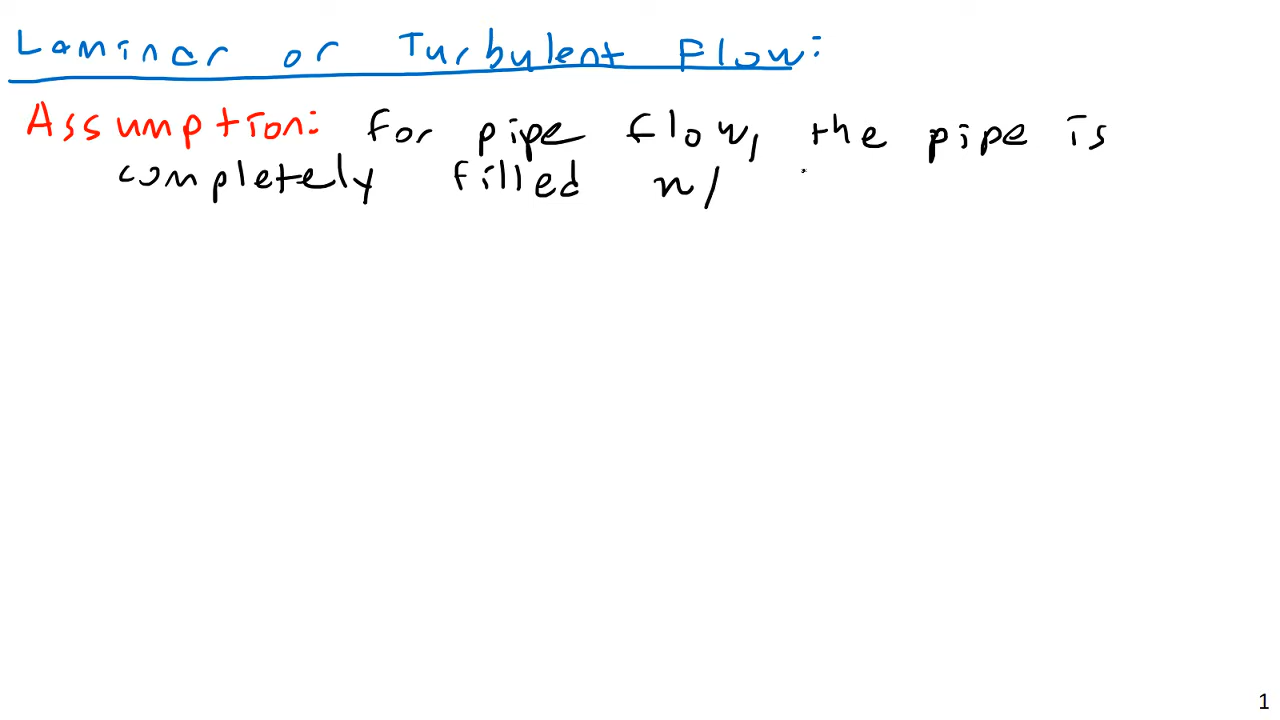 Laminar or Turbulent Flow:
Assumption: For pipe flow, the pipe is
completely filled w/
1